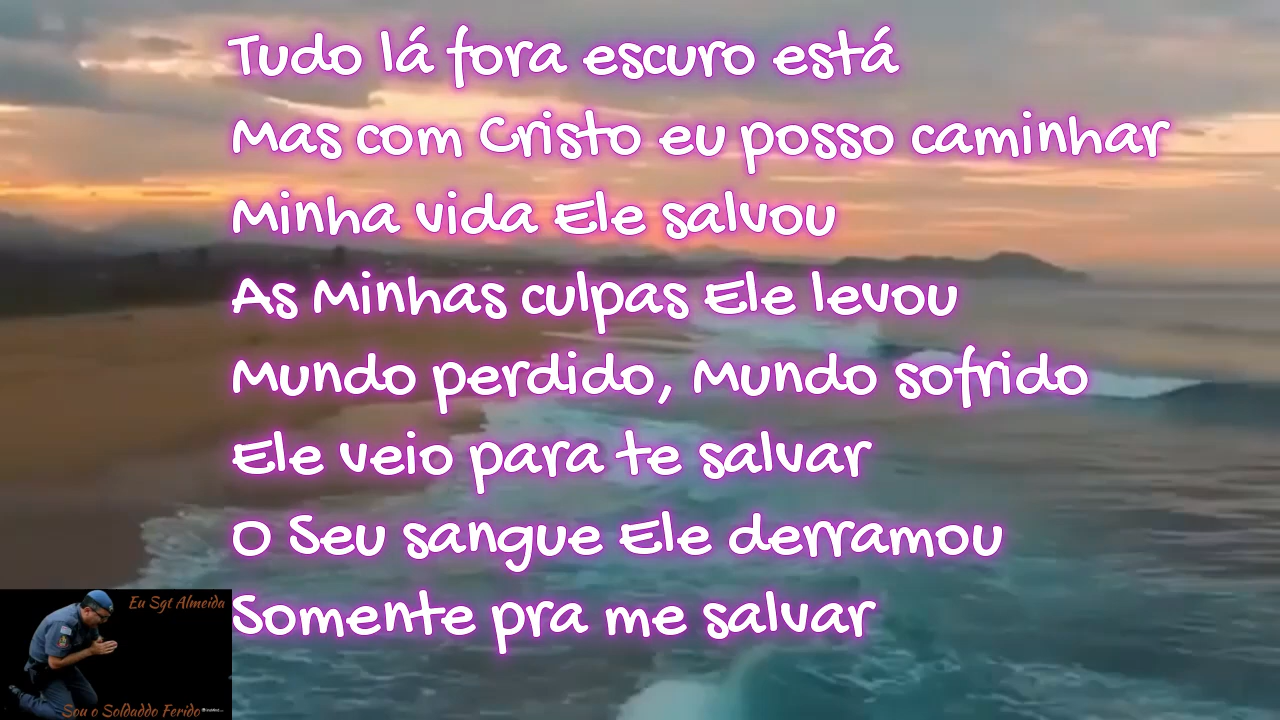 Tudo lá fora escuro está
Mas com Cristo eu posso caminhar
Minha vida Ele salvou
As Minhas culpas Ele levou
Mundo perdido, Mundo sofrido
Ele veio para te salvar
O Seu sangue Ele derramou
Somente pra me salvar
Eu Sgt Almeida
Sou o Soldaddo Ferido